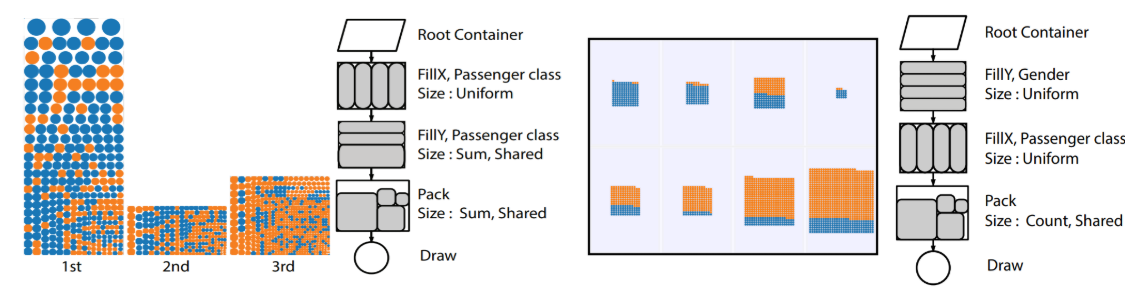 Root Container
FillX, Passenger class
Size : Uniform
FillY, Passenger class
Size : Sum, Shared
Pack
Size : Sum, Shared
Draw
1st 2nd 3rd
Root Container
FillY, Gender
Size : Uniform
FillX, Passenger class
Size : Uniform
Pack
Size : Count, Shared
Draw